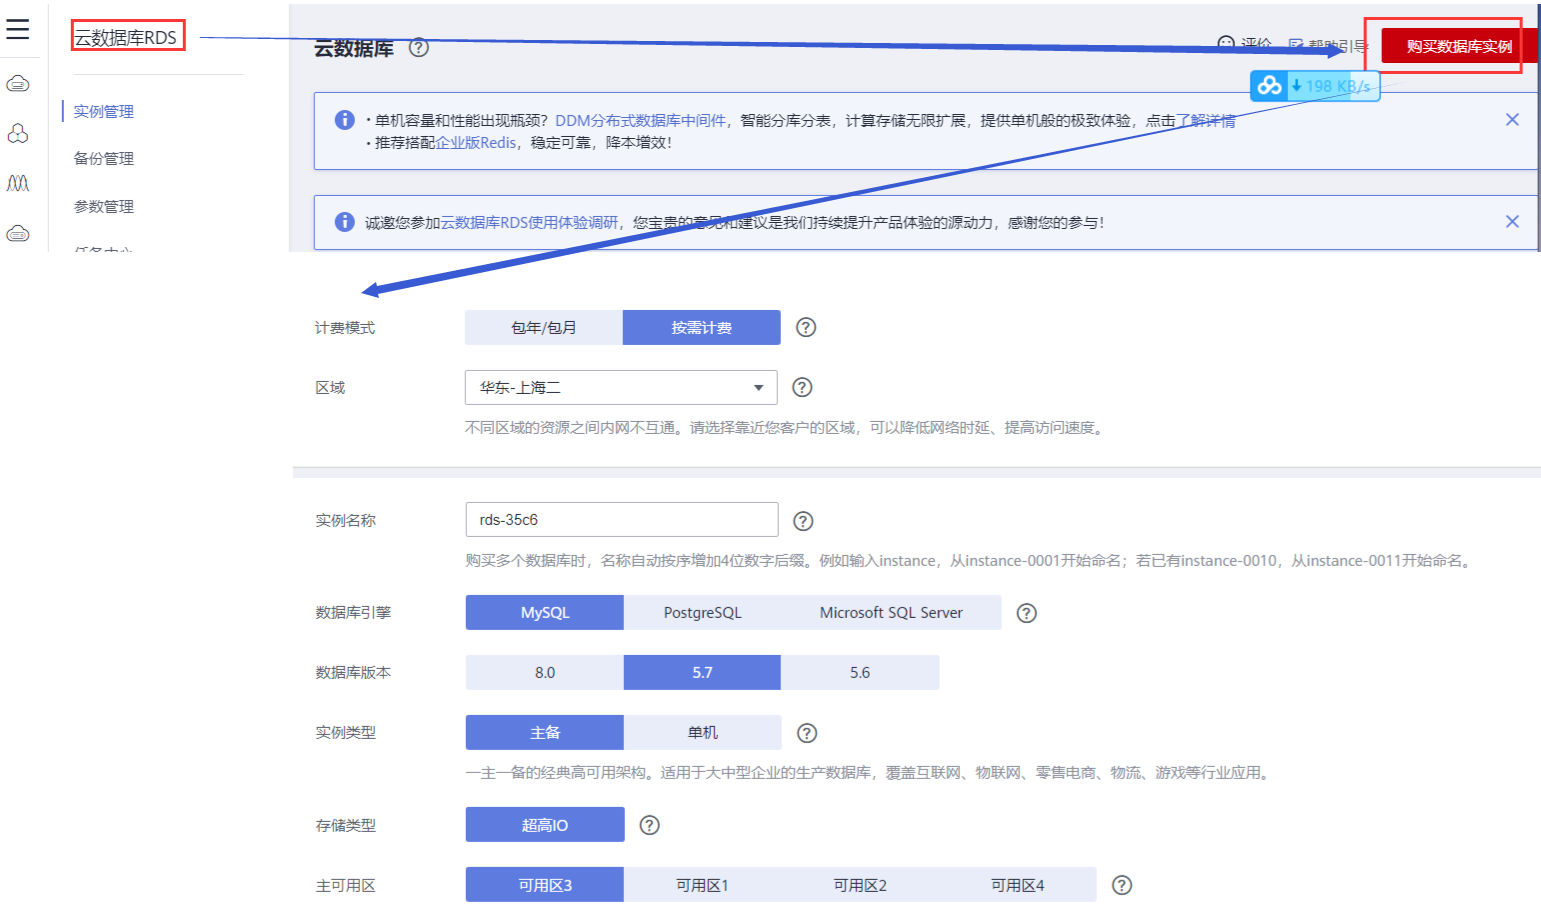 云数据库RDS
实例管理
备份管理
参数管理
任务中心
云数据库
评价
帮助引导
购买数据库实例
198 KB/s
· 单机容量和性能出现瓶颈？DDM分布式数据库中间件，智能分库分表，计算存储无限扩展，提供单机般的极致体验，点击了解详情
· 推荐搭配企业版Redis，稳定可靠，降本增效！
诚邀您参加云数据库RDS使用体验调研，您宝贵的意见和建议是我们持续提升产品体验的源动力，感谢您的参与！
计费模式 包年/包月 按需计费
区域 华东-上海二
不同区域的资源之间内网不互通。请选择靠近您客户的区域，可以降低网络时延、提高访问速度。
实例名称 rds-35c6
购买多个数据库时，名称自动按序增加4位数字后缀。例如输入instance，从instance-0001开始命名；若已有instance-0010，从instance-0011开始命名。
数据库引擎 MySQL PostgreSQL Microsoft SQL Server
数据库版本 8.0 5.7 5.6
实例类型 主备 单机
一主一备的经典高可用架构。适用于大中型企业的生产数据库，覆盖互联网、物联网、零售电商、物流、游戏等行业应用。
存储类型 超高IO
主可用区 可用区3 可用区1 可用区2 可用区4